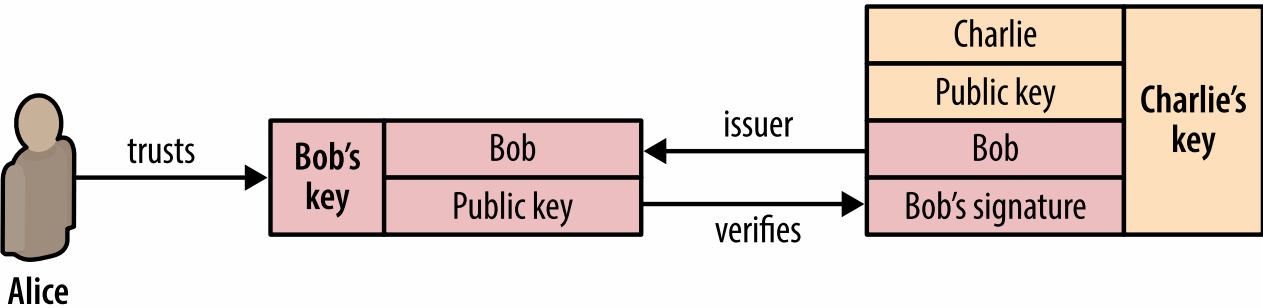 Alice
trusts
Bob’s
key
Bob
Public key
issuer
verifies
Charlie
Public key
Bob
Bob’s signature
Charlie’s
key